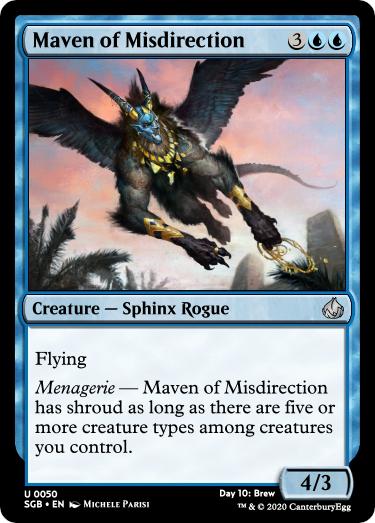 Maven of Misdirection 3
Creature — Sphinx Rogue
Flying
Menagerie — Maven of Misdirection
has shroud as long as there are five or
more creature types among creatures
you control.
4/3
U 0050 Day 10: Brew
SGB • EN Michele Parisi ™ & © 2020 CanterburyEgg